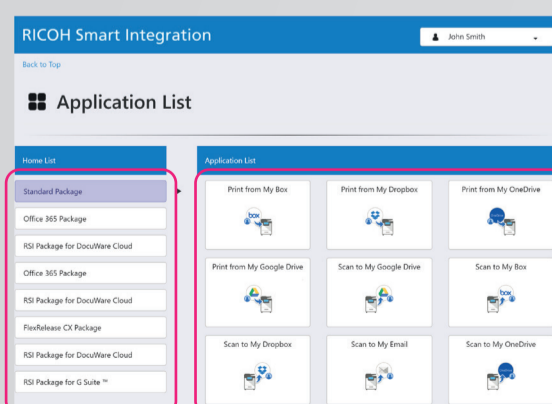 RICOH Smart Integration
John Smith
Back to Top
Application List
Home List
Application List
Standard Package
Office 365 Package
RSI Package for DocuWare Cloud
Office 365 Package
RSI Package for DocuWare Cloud
FlexRelease CX Package
RSI Package for DocuWare Cloud
RSI Package for G Suite ™
Print from My Box
Print from My Dropbox
Print from My OneDrive
box
Print from My Google Drive
Scan to My Google Drive
Scan to My Box
box
Scan to My Dropbox
Scan to My Email
Scan to My OneDrive